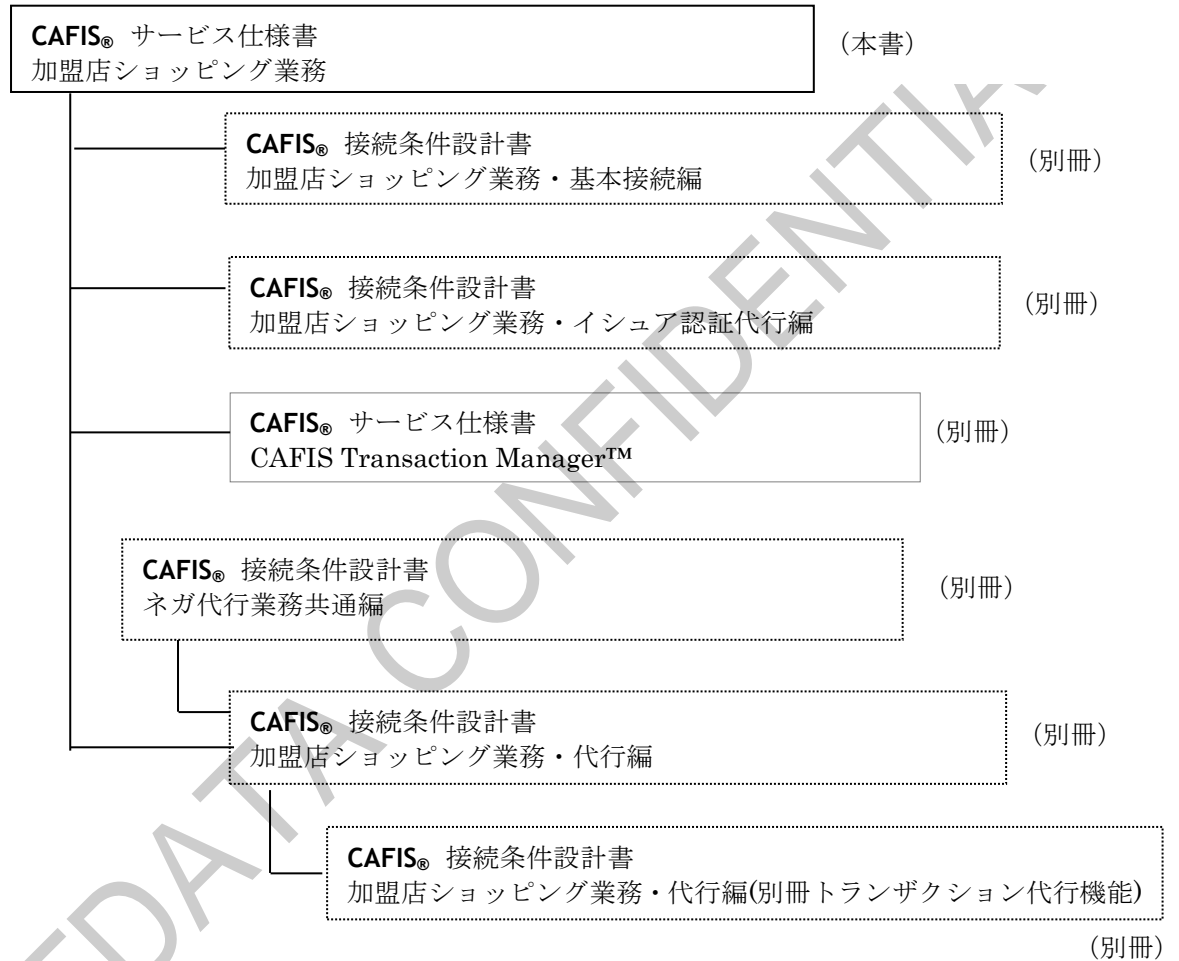 CAFIS® サービス仕様書
加盟店ショッピング業務
（本書）
CAFIS® 接続条件設計書
加盟店ショッピング業務・基本接続編
（別冊）
CAFIS® 接続条件設計書
加盟店ショッピング業務・イシュア認証代行編
（別冊）
CAFIS® サービス仕様書
CAFIS Transaction Manager™
（別冊）
CAFIS® 接続条件設計書
ネガ代行業務共通編
（別冊）
CAFIS® 接続条件設計書
加盟店ショッピング業務・代行編
（別冊）
CAFIS® 接続条件設計書
加盟店ショッピング業務・代行編(別冊トランザクション代行機能)
（別冊）
DATA CONFIDENTIA